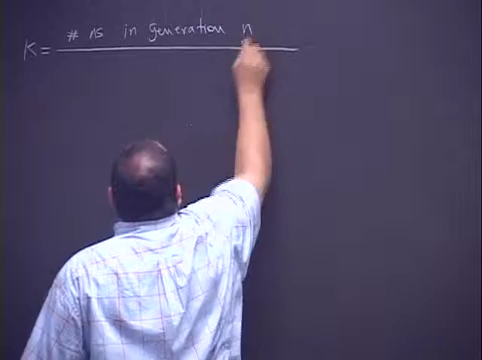 # ns in generation n
K =